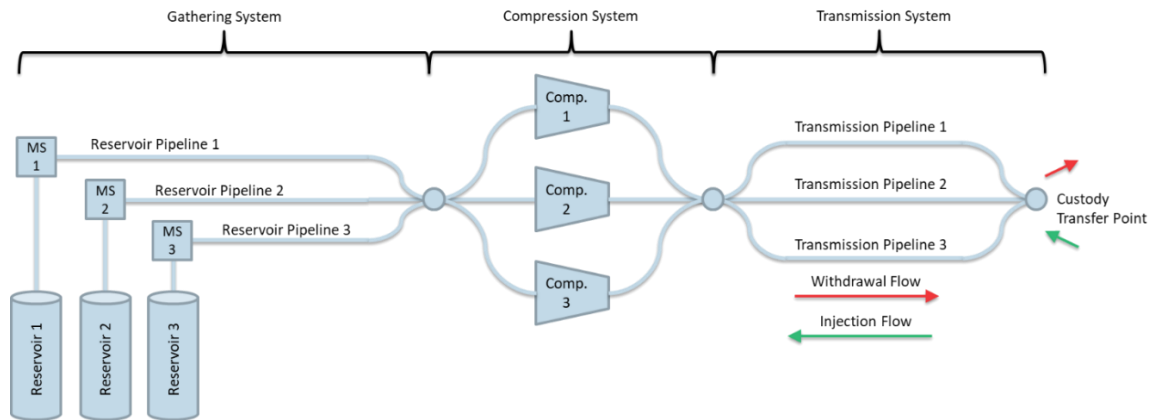 Gathering System
Compression System
Transmission System
MS
1
Reservoir Pipeline 1
MS
2
Reservoir Pipeline 2
MS
3
Reservoir Pipeline 3
Reservoir 1
Reservoir 2
Reservoir 3
Comp.
1
Comp.
2
Comp.
3
Transmission Pipeline 1
Transmission Pipeline 2
Transmission Pipeline 3
Custody
Transfer Point
Withdrawal Flow
Injection Flow